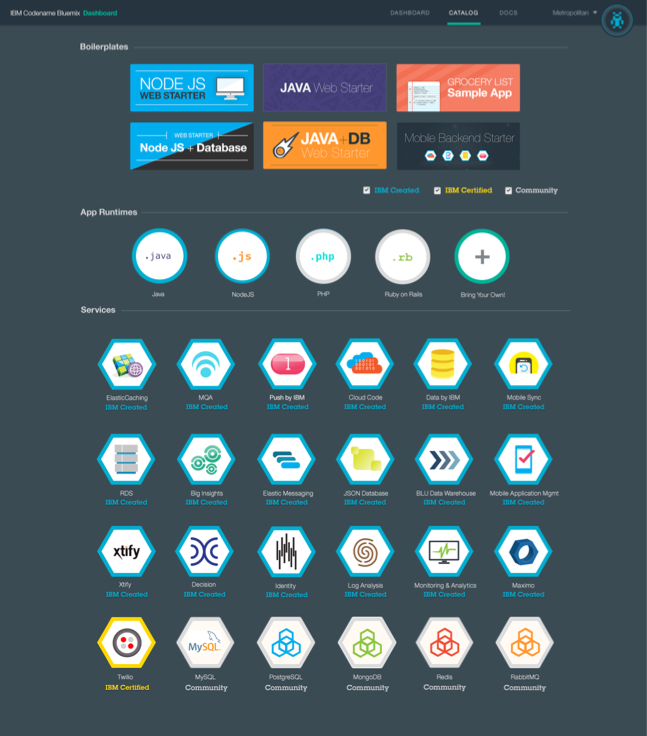 IBM Codename Bluemix Dashboard
DASHBOARD CATALOG DOCS Metropolitan
Boilerplates
NODE JS
WEB STARTER
JAVA Web Starter
GROCERY LIST
Sample App
WEB STARTER
Node JS + Database
JAVA+DB
Web Starter
Mobile Backend Starter
IBM Created IBM Certified Community
App Runtimes
.java .js .php .rb +
Java NodeJS PHP Ruby on Rails Bring Your Own!
Services
1
ElasticCaching MQA Push by IBM Cloud Code Data by IBM Mobile Sync
IBM Created IBM Created IBM Created IBM Created IBM Created IBM Created
RDS Big Insights Elastic Messaging JSON Database BLU Data Warehouse Mobile Application Mgmt
IBM Created IBM Created IBM Created IBM Created IBM Created IBM Created
xtify
Xtify Decision Identity Log Analysis Monitoring & Analytics Maximo
IBM Created IBM Created IBM Created IBM Created IBM Created IBM Created
MySQL
Twilio MySQL PostgreSQL MongoDB Redis RabbitMQ
IBM Certified Community Community Community Community Community